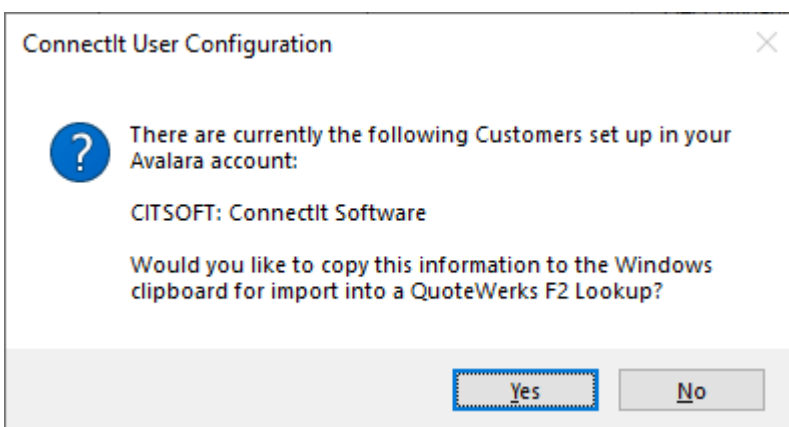 ConnectIt User Configuration
There are currently the following Customers set up in your
Avalara account:
CITSOFT: ConnectIt Software
Would you like to copy this information to the Windows
clipboard for import into a QuoteWerks F2 Lookup?
Yes
No